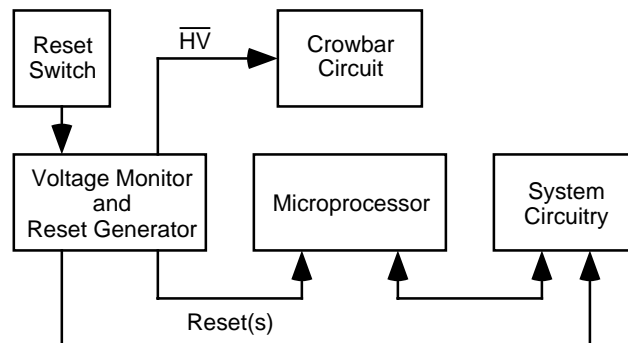 Reset
Switch
HV
Crowbar
Circuit
Voltage Monitor
and
Reset Generator
Microprocessor
System
Circuitry
Reset(s)